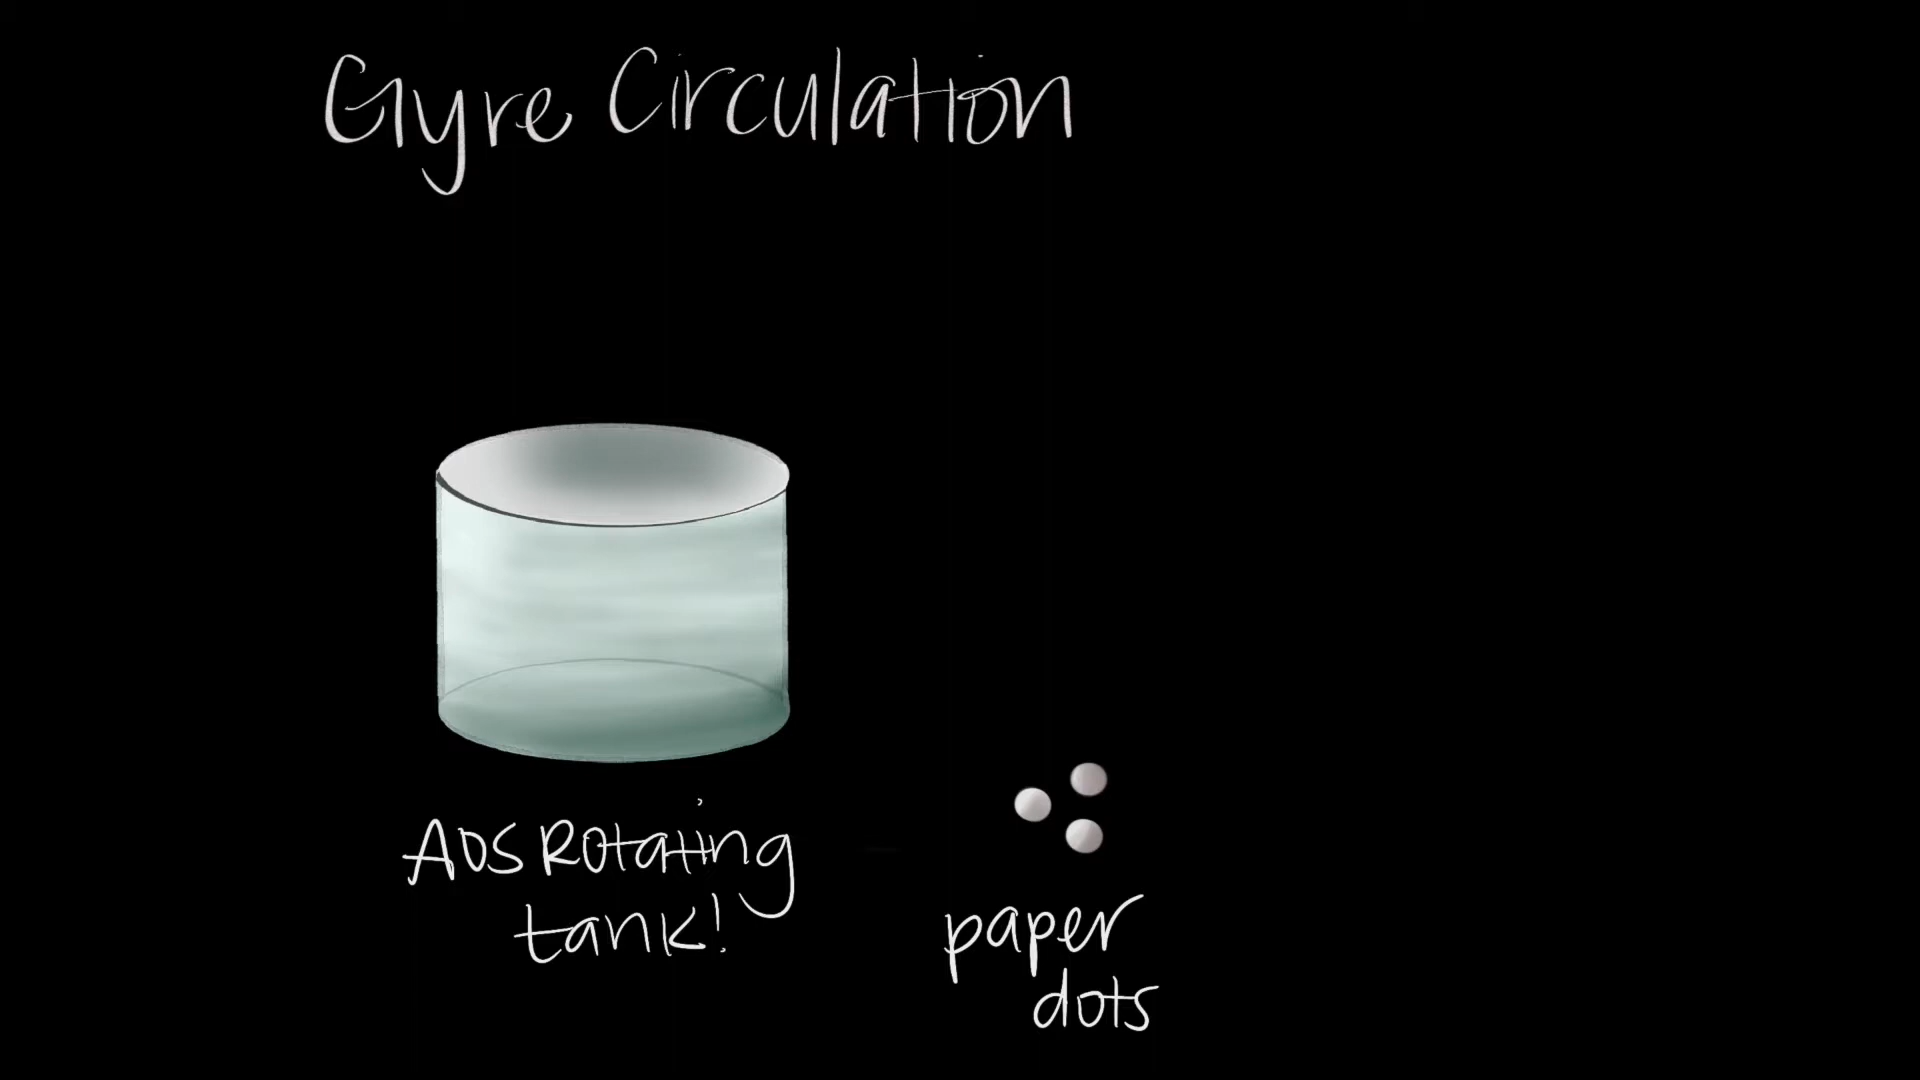 Gyre Circulation
AOS Rotating
tank!
paper
dots